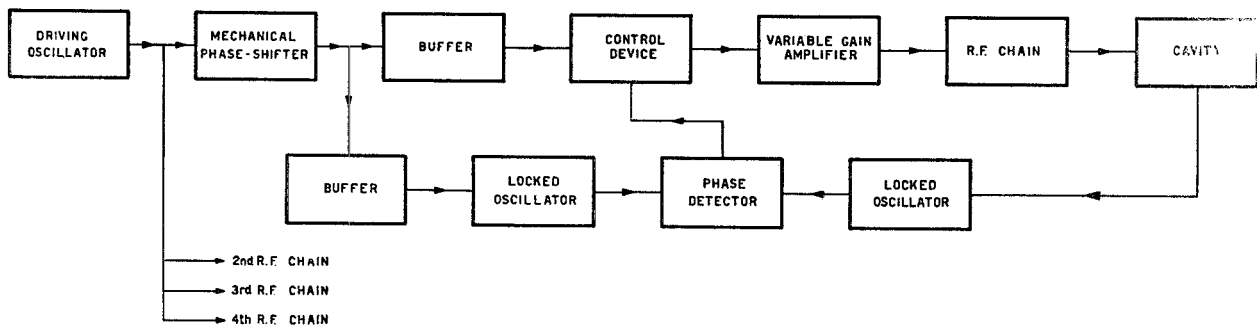 DRIVING
OSCILLATOR
MECHANICAL
PHASE-SHIFTER
BUFFER
CONTROL
DEVICE
VARIABLE GAIN
AMPLIFIER
R.F. CHAIN
CAVITY
BUFFER
LOCKED
OSCILLATOR
PHASE
DETECTOR
LOCKED
OSCILLATOR
2nd R.F. CHAIN
3rd R.F. CHAIN
4th R.F. CHAIN